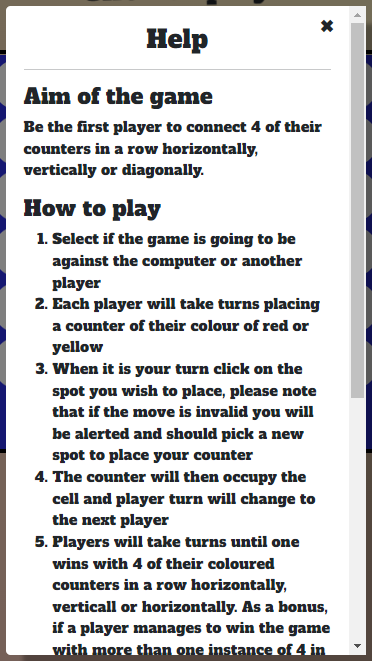 Help
✖
Aim of the game
Be the first player to connect 4 of their
counters in a row horizontally,
vertically or diagonally.
How to play
1. Select if the game is going to be
against the computer or another
player
2. Each player will take turns placing
a counter of their colour of red or
yellow
3. When it is your turn click on the
spot you wish to place, please note
that if the move is invalid you will
be alerted and should pick a new
spot to place your counter
4. The counter will then occupy the
cell and player turn will change to
the next player
5. Players will take turns until one
wins with 4 of their coloured
counters in a row horizontally,
verticall or horizontally. As a bonus,
if a player manages to win the game
with more than one instance of 4 in